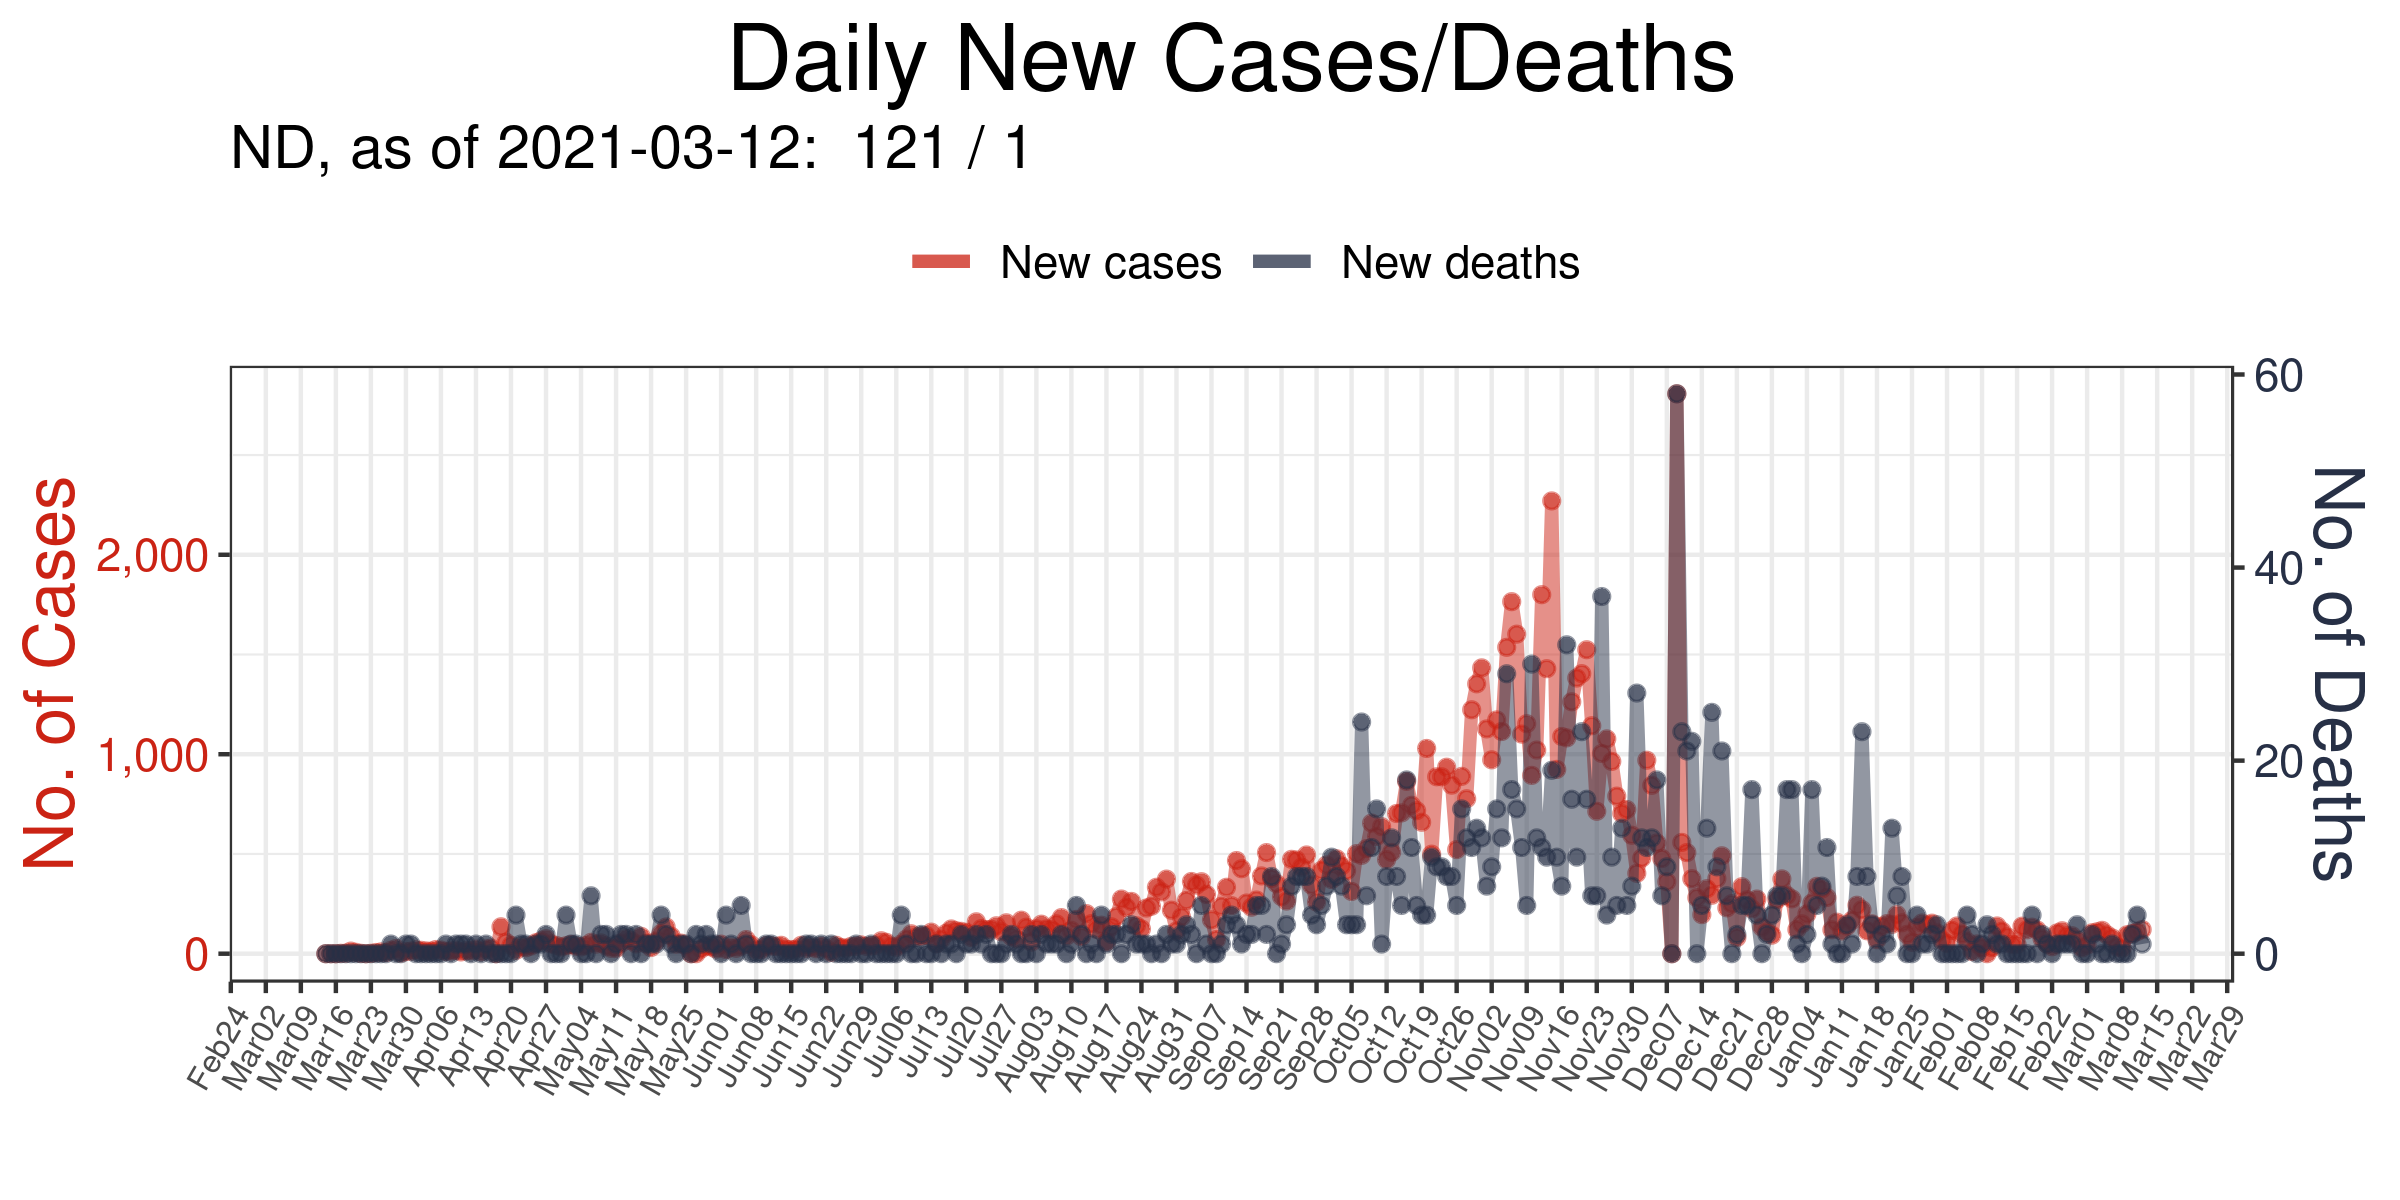 Daily New Cases/Deaths
ND, as of 2021-03-12:  121 / 1
New cases
New deaths
No. of Cases
2,000
1,000
0
60
40
20
0
No. of Deaths
Feb24
Mar02
Mar09
Mar16
Mar23
Mar30
Apr06
Apr13
Apr20
Apr27
May04
May11
May18
May25
Jun01
Jun08
Jun15
Jun22
Jun29
Jul06
Jul13
Jul20
Jul27
Aug03
Aug10
Aug17
Aug24
Aug31
Sep07
Sep14
Sep21
Sep28
Oct05
Oct12
Oct19
Oct26
Nov02
Nov09
Nov16
Nov23
Nov30
Dec07
Dec14
Dec21
Dec28
Jan04
Jan11
Jan18
Jan25
Feb01
Feb08
Feb15
Feb22
Mar01
Mar08
Mar15
Mar22
Mar29